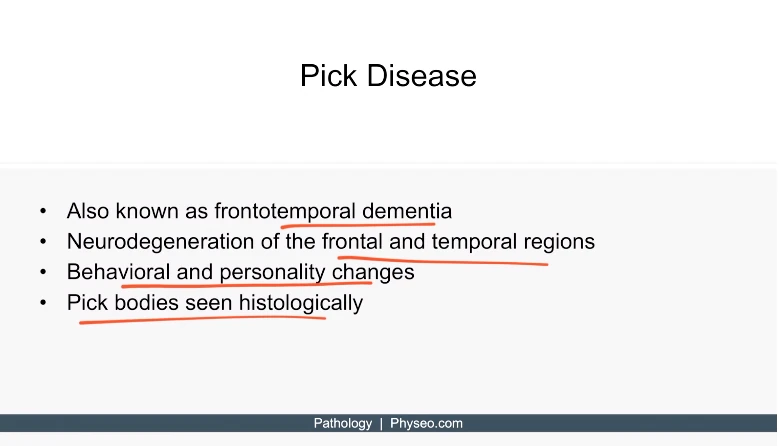 Pick Disease
• Also known as frontotemporal dementia
• Neurodegeneration of the frontal and temporal regions
• Behavioral and personality changes
• Pick bodies seen histologically
Pathology | Physeo.com